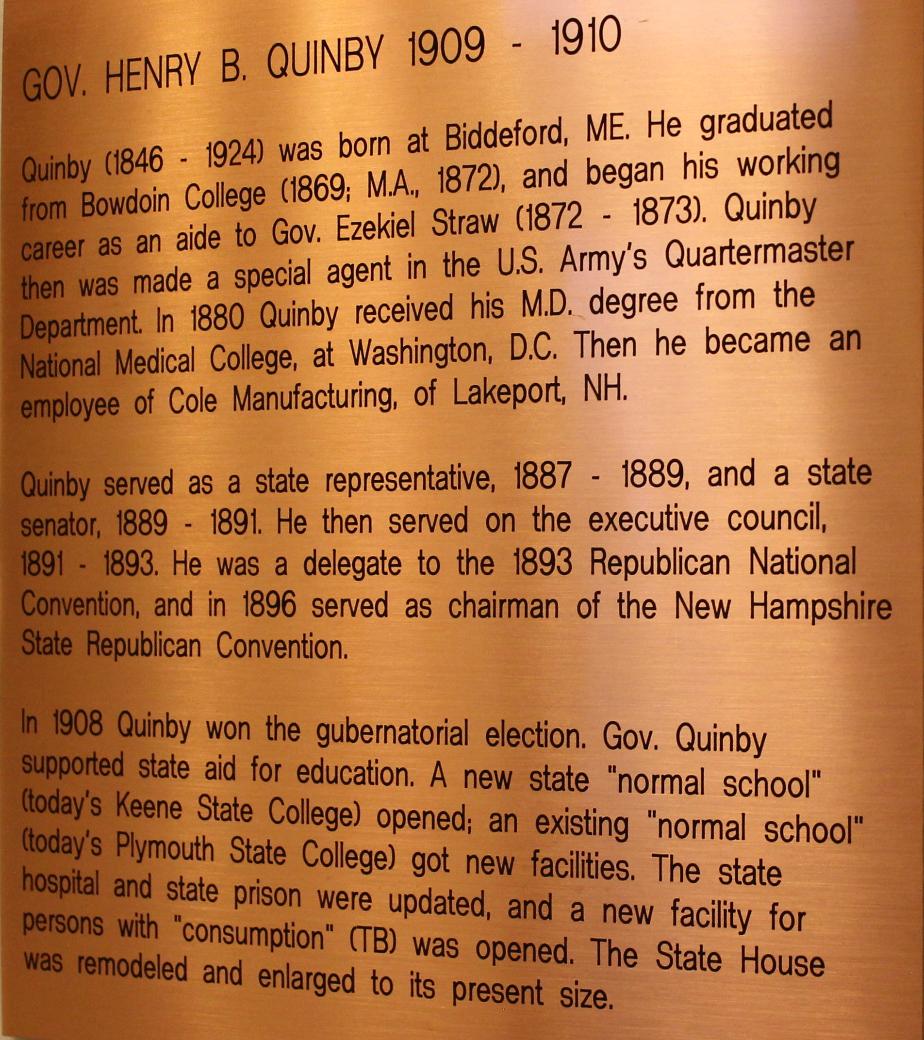 GOV. HENRY B. QUINBY 1909 - 1910
Quinby (1846 - 1924) was born at Biddeford, ME. He graduated
from Bowdoin College (1869; M.A., 1872), and began his working
career as an aide to Gov. Ezekiel Straw (1872 - 1873). Quinby
then was made a special agent in the U.S. Army's Quartermaster
Department. In 1880 Quinby received his M.D. degree from the
National Medical College, at Washington, D.C. Then he became an
employee of Cole Manufacturing, of Lakeport, NH.
Quinby served as a state representative, 1887 - 1889, and a state
senator, 1889 - 1891. He then served on the executive council,
1891 - 1893. He was a delegate to the 1893 Republican National
Convention, and in 1896 served as chairman of the New Hampshire
State Republican Convention.
In 1908 Quinby won the gubernatorial election. Gov. Quinby
supported state aid for education. A new state "normal school"
(today's Keene State College) opened; an existing "normal school"
(today's Plymouth State College) got new facilities. The state
hospital and state prison were updated, and a new facility for
persons with "consumption" (TB) was opened. The State House
was remodeled and enlarged to its present size.